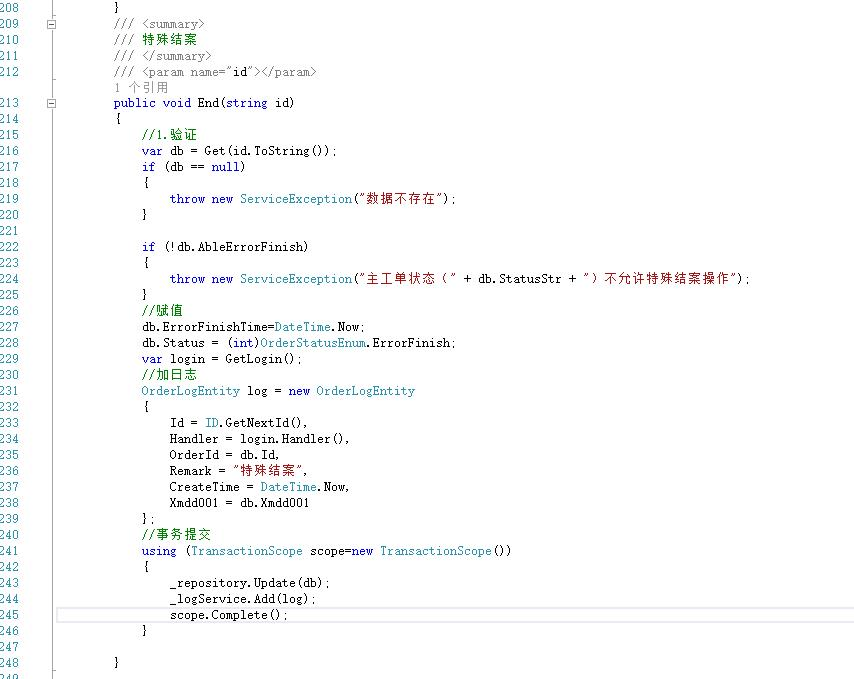 208 }
209 /// <summary>
210 /// 特殊结案
211 /// </summary>
212 /// <param name="id"></param>
1 个引用
213 public void End(string id)
214 {
215 //1.验证
216 var db = Get(id.ToString());
217 if (db == null)
218 {
219 throw new ServiceException("数据不存在");
220 }
221
222 if (!db.AbleErrorFinish)
223 {
224 throw new ServiceException("主工单状态（" + db.StatusStr + "）不允许特殊结案操作");
225 }
226 //赋值
227 db.ErrorFinishTime=DateTime.Now;
228 db.Status = (int)OrderStatusEnum.ErrorFinish;
229 var login = GetLogin();
230 //加日志
231 OrderLogEntity log = new OrderLogEntity
232 {
233 Id = ID.GetNextId(),
234 Handler = login.Handler(),
235 OrderId = db.Id,
236 Remark = "特殊结案",
237 CreateTime = DateTime.Now,
238 Xmdd001 = db.Xmdd001
239 };
240 //事务提交
241 using (TransactionScope scope=new TransactionScope())
242 {
243 _repository.Update(db);
244 _logService.Add(log);
245 scope.Complete();
246 }
247
248 }
249